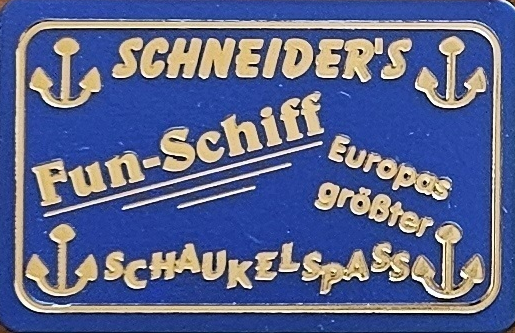 SCHNEIDER'S
Fun-Schiff
Europas
größter
SCHAUKELSPASS